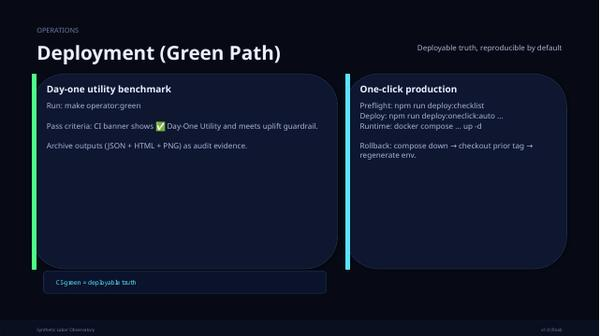 OPERATIONS
Deployment (Green Path)
Deployable truth, reproducible by default
Day-one utility benchmark
Run: make operator:green
Pass criteria: CI banner shows ✅ Day-One Utility and meets uplift guardrail.
Archive outputs (JSON + HTML + PNG) as audit evidence.
One-click production
Preflight: npm run deploy:checklist
Deploy: npm run deploy:oneclick:auto ...
Runtime: docker compose ... up -d
Rollback: compose down → checkout prior tag →
regenerate env.
CI green = deployable truth
Synthetic Labor Observatory